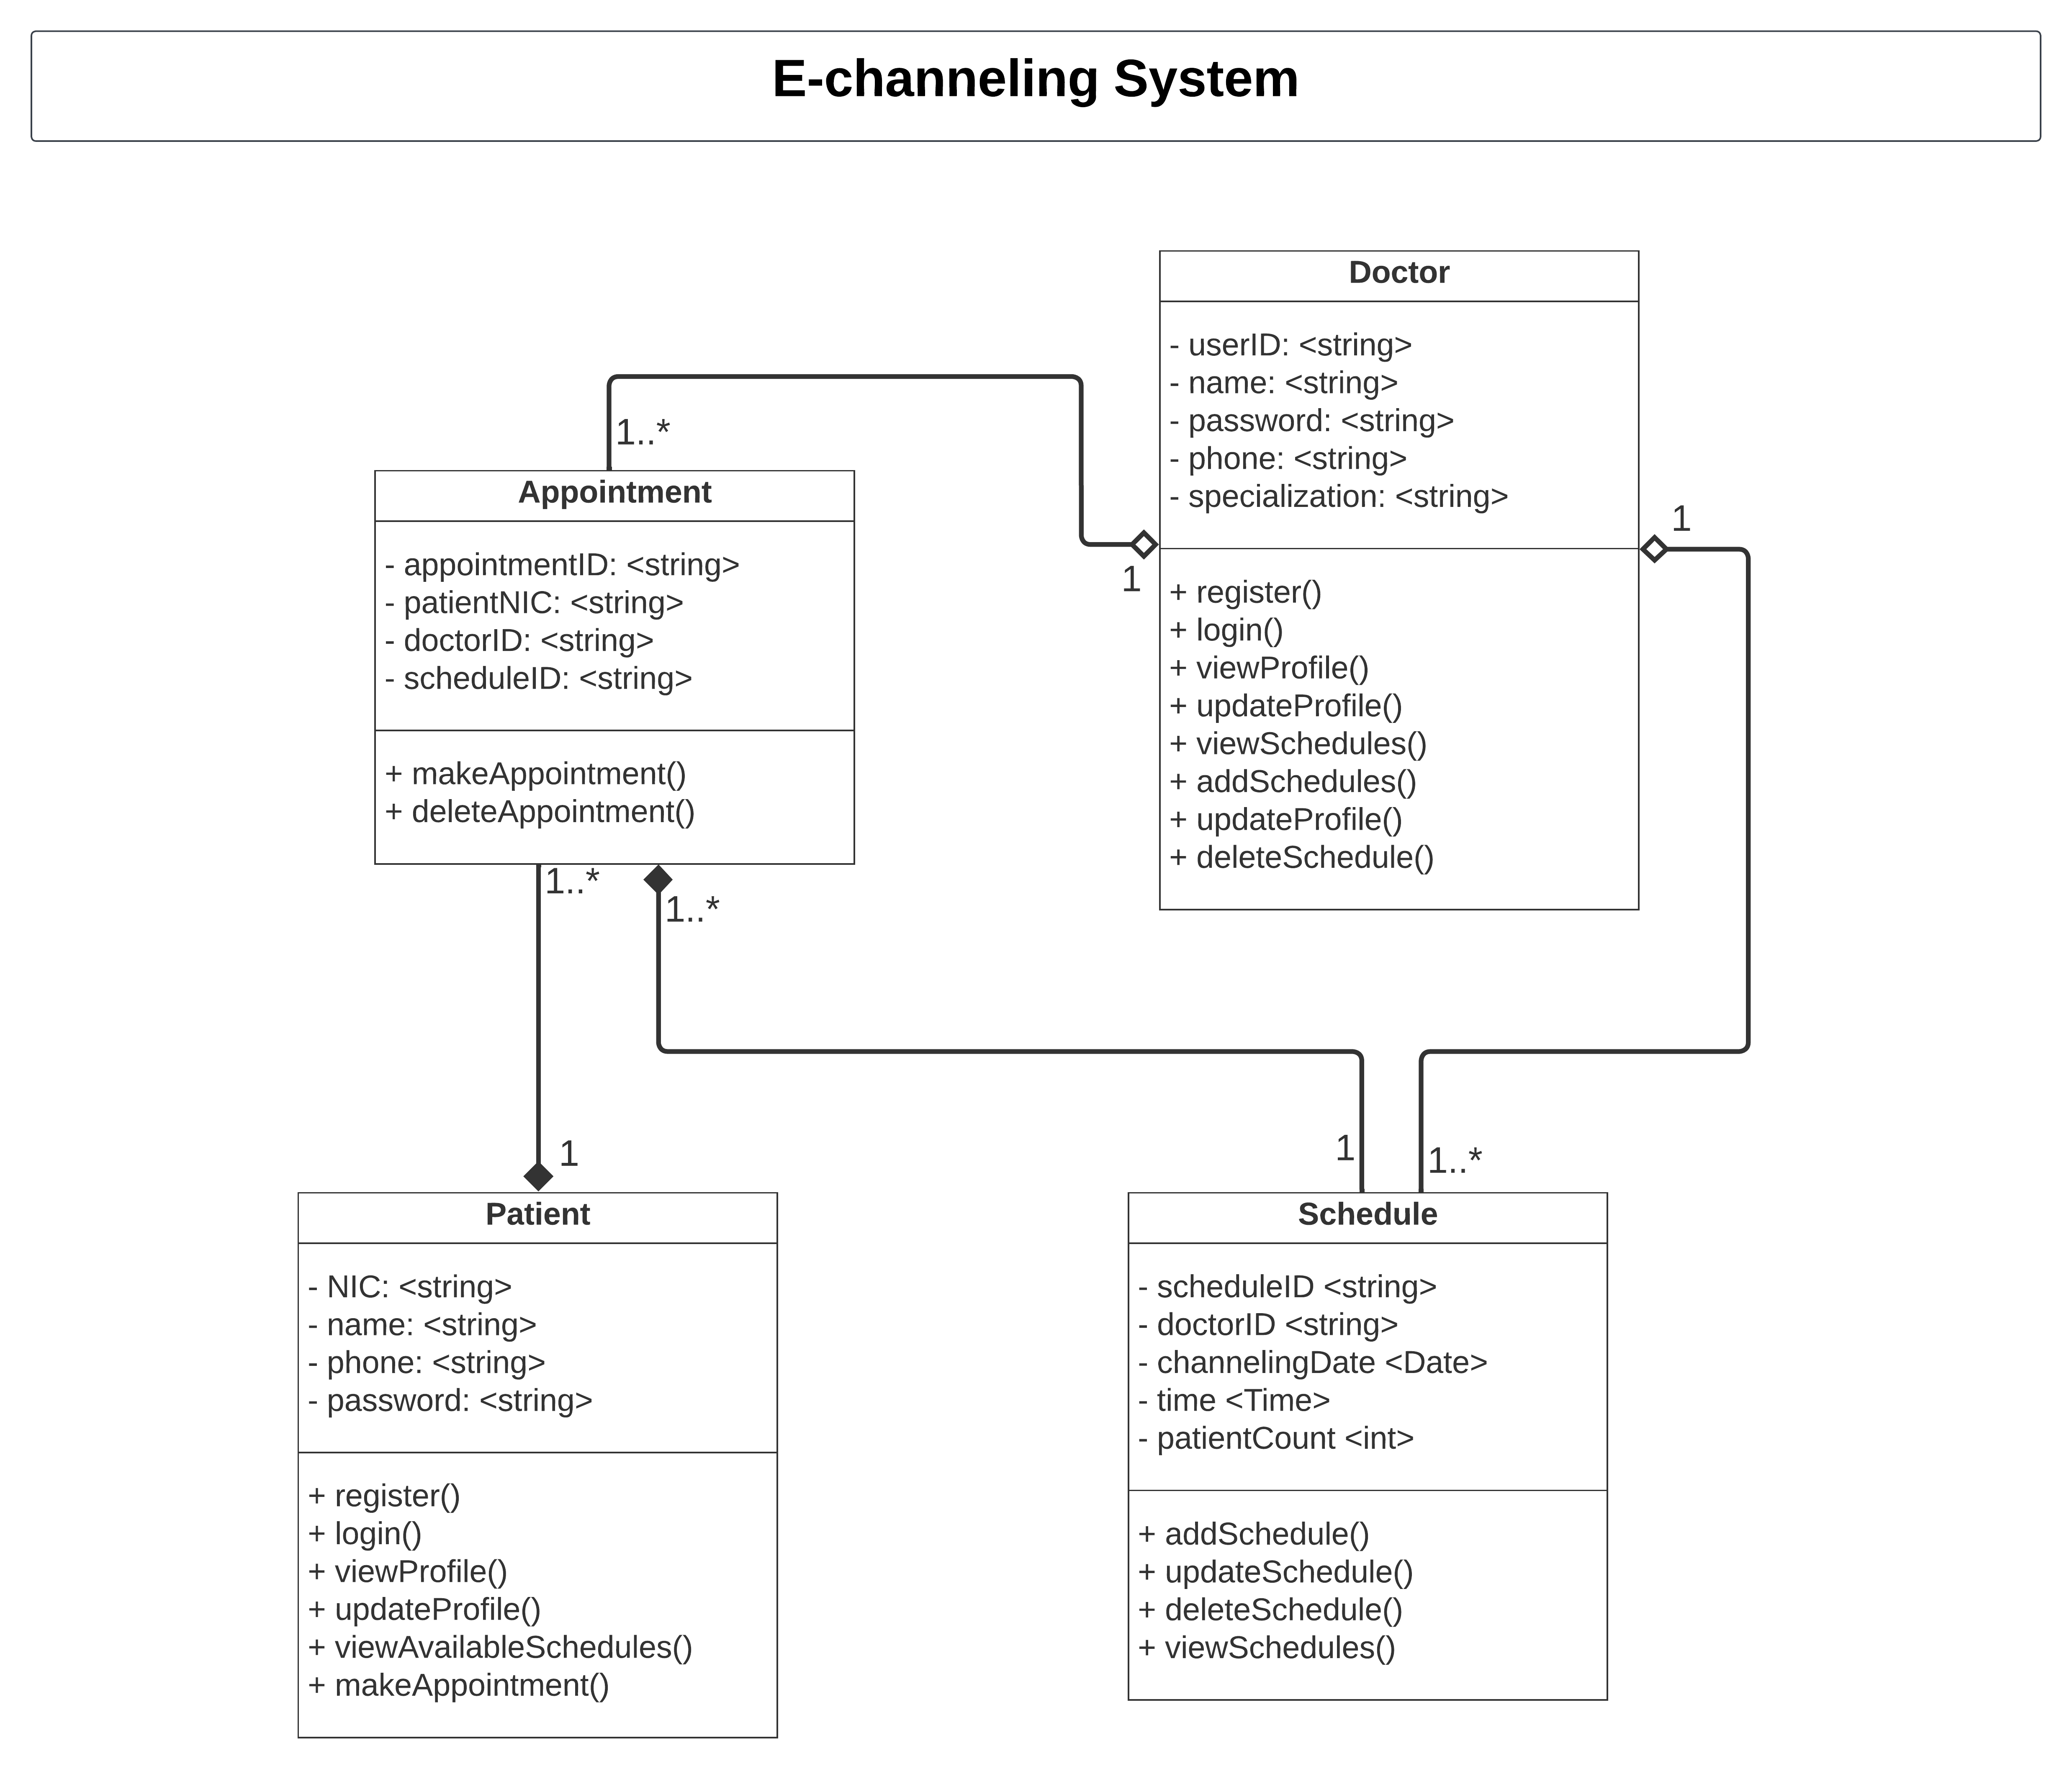 E-channeling System
Doctor
- userID: <string>
- name: <string>
- password: <string>
- phone: <string>
- specialization: <string>
+ register()
+ login()
+ viewProfile()
+ updateProfile()
+ viewSchedules()
+ addSchedules()
+ updateProfile()
+ deleteSchedule()
1..*
1
1
Appointment
- appointmentID: <string>
- patientNIC: <string>
- doctorID: <string>
- scheduleID: <string>
+ makeAppointment()
+ deleteAppointment()
1..*
1..*
1
1
1..*
Patient
- NIC: <string>
- name: <string>
- phone: <string>
- password: <string>
+ register()
+ login()
+ viewProfile()
+ updateProfile()
+ viewAvailableSchedules()
+ makeAppointment()
Schedule
- scheduleID <string>
- doctorID <string>
- channelingDate <Date>
- time <Time>
- patientCount <int>
+ addSchedule()
+ updateSchedule()
+ deleteSchedule()
+ viewSchedules()